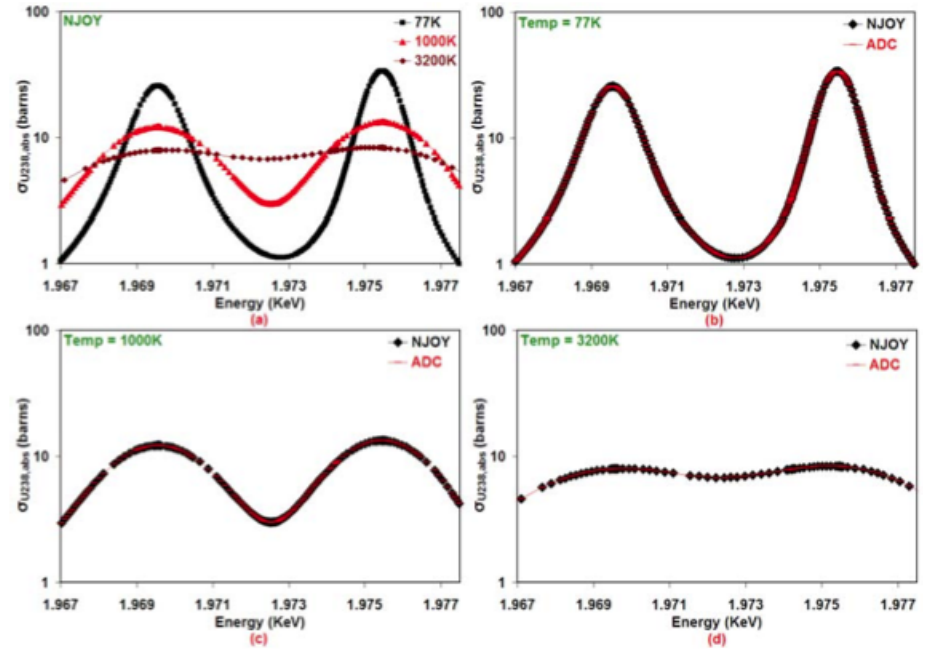 NJOY
77K
1000K
3200K
100
10
1
σU238,abs (barns)
1.967 1.969 1.971 1.973 1.975 1.977
Energy (KeV)
(a)
Temp = 77K
NJOY
ADC
100
10
1
σU238,abs (barns)
1.967 1.969 1.971 1.973 1.975 1.977
Energy (KeV)
(b)
Temp = 1000K
NJOY
ADC
100
10
1
σU238,abs (barns)
1.967 1.969 1.971 1.973 1.975 1.977
Energy (KeV)
(c)
Temp = 3200K
NJOY
ADC
100
10
1
σU238,abs (barns)
1.967 1.969 1.971 1.973 1.975 1.977
Energy (KeV)
(d)